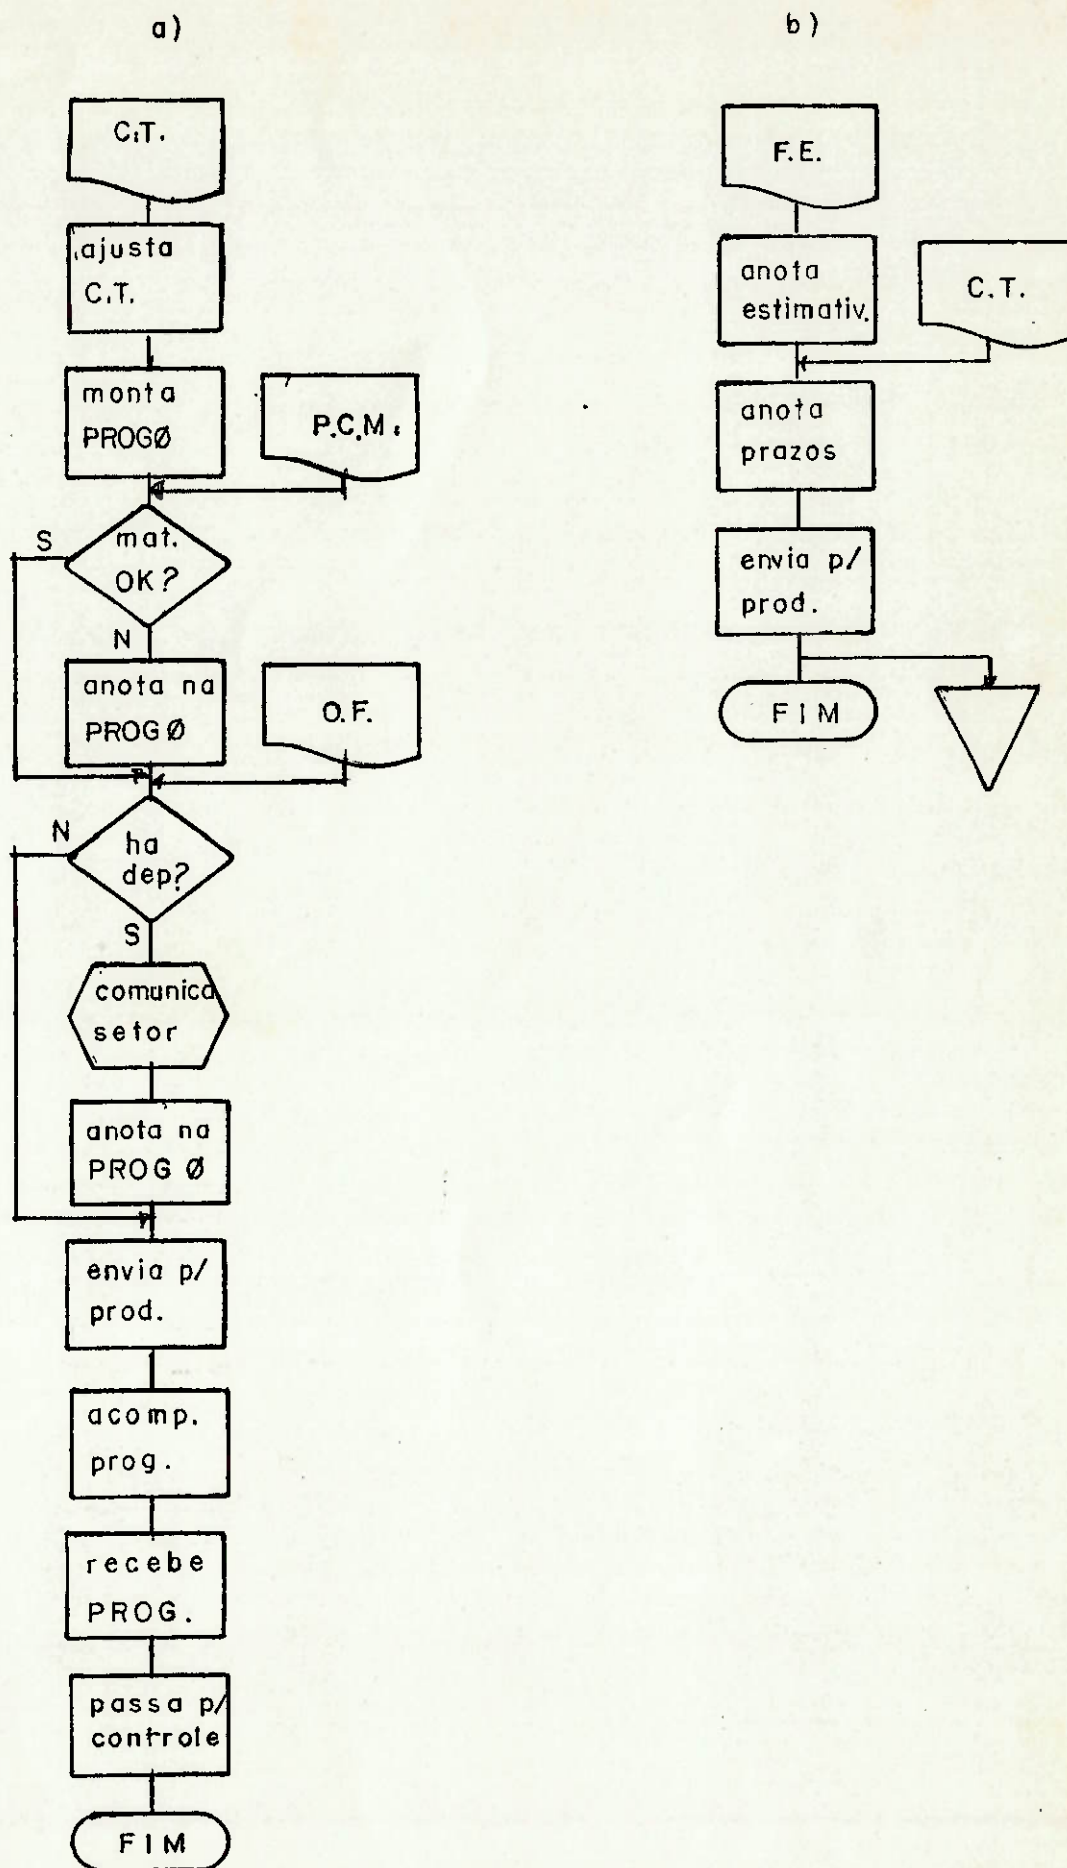 a)
C.T.
ajusta
C.T.
monta
PROGØ
P.C.M.
mat.
OK?
S
N
anota na
PROGØ
O.F.
ha
dep?
N
S
comunica
setor
anota na
PROG Ø
envia p/
prod.
acomp.
prog.
recebe
PROG.
passa p/
controle
FIM
b)
F.E.
anota
estimativ.
C.T.
anota
prazos
envia p/
prod.
FIM